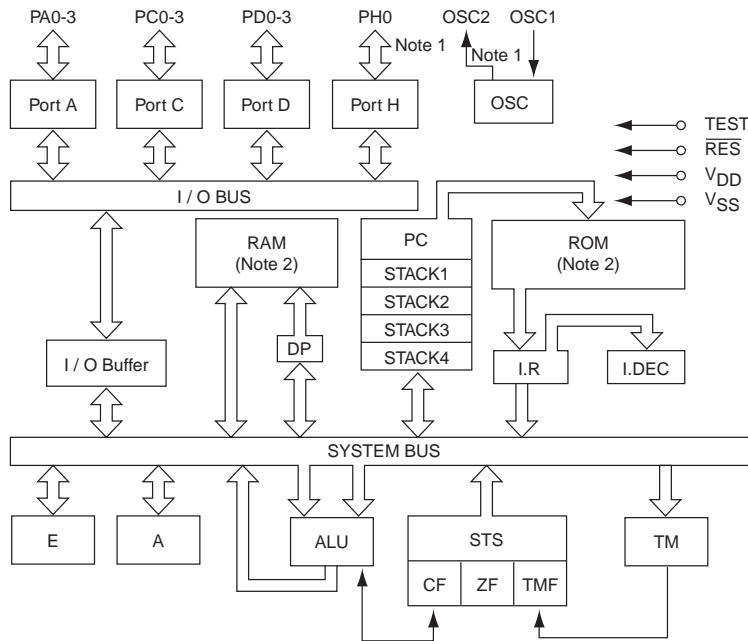 PA0-3 PC0-3 PD0-3 PH0 OSC2 OSC1
Note 1 Note 1
Port A Port C Port D Port H OSC
TEST
RES
VDD
VSS
I / O BUS
RAM
(Note 2)
PC
STACK1
STACK2
STACK3
STACK4
ROM
(Note 2)
DP
I / O Buffer
I.R I.DEC
SYSTEM BUS
E A ALU STS TM
CF ZF TMF